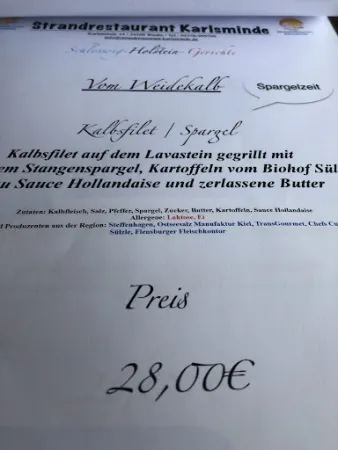 Strandrestaurant Karlsminde
Schleswig-Holstein-Gerichte
Vom Weidekalb
Spargelzeit
Kalbsfilet / Spargel
Kalbsfilet auf dem Lavastein gegrillt mit
em Stangenspargel, Kartoffeln vom Biohof Sül
u Sauce Hollandaise und zerlassene Butter
Zutaten: Kalbfleisch, Salz, Pfeffer, Spargel, Zucker, Butter, Kartoffeln, Sauce Hollandaise
Allergene: Laktose, Ei
d Produzenten aus der Region: Steffenhagen, Ostseesalz Manufaktur Kiel, TransGourmet, Chefs Cu
Sülzle, Flensburger Fleischkontor
Preis
28,00€